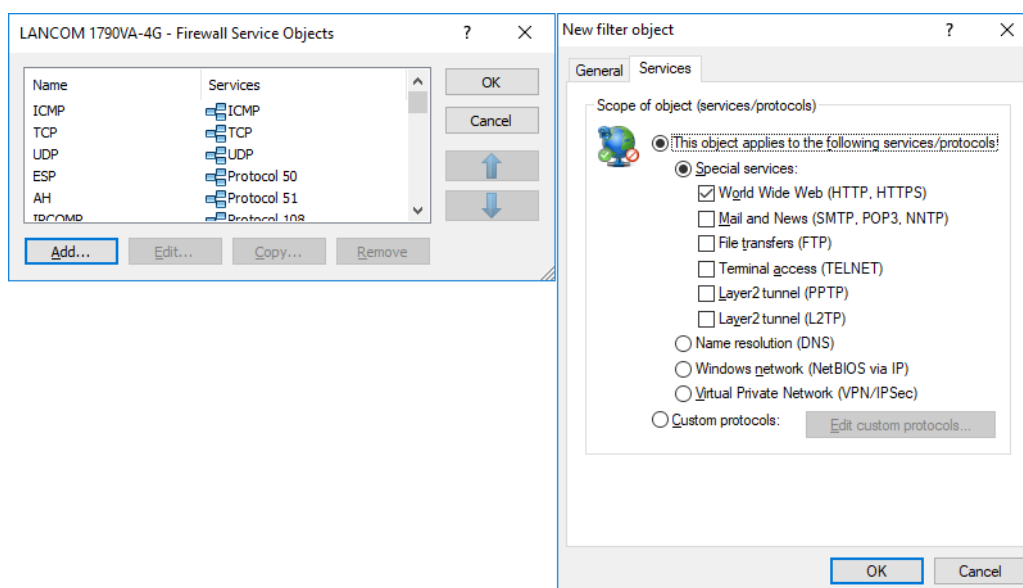 LANCOM 1790VA-4G - Firewall Service Objects
Name Services
ICMP ICMP
TCP TCP
UDP UDP
ESP Protocol 50
AH Protocol 51
IPCOMP Protocol 108
OK
Cancel
Add... Edit... Copy... Remove
New filter object
General Services
Scope of object (services/protocols)
This object applies to the following services/protocols
Special services:
World Wide Web (HTTP, HTTPS)
Mail and News (SMTP, POP3, NNTP)
File transfers (FTP)
Terminal access (TELNET)
Layer2 tunnel (PPTP)
Layer2 tunnel (L2TP)
Name resolution (DNS)
Windows network (NetBIOS via IP)
Virtual Private Network (VPN/IPSec)
Custom protocols: Edit custom protocols...
OK Cancel